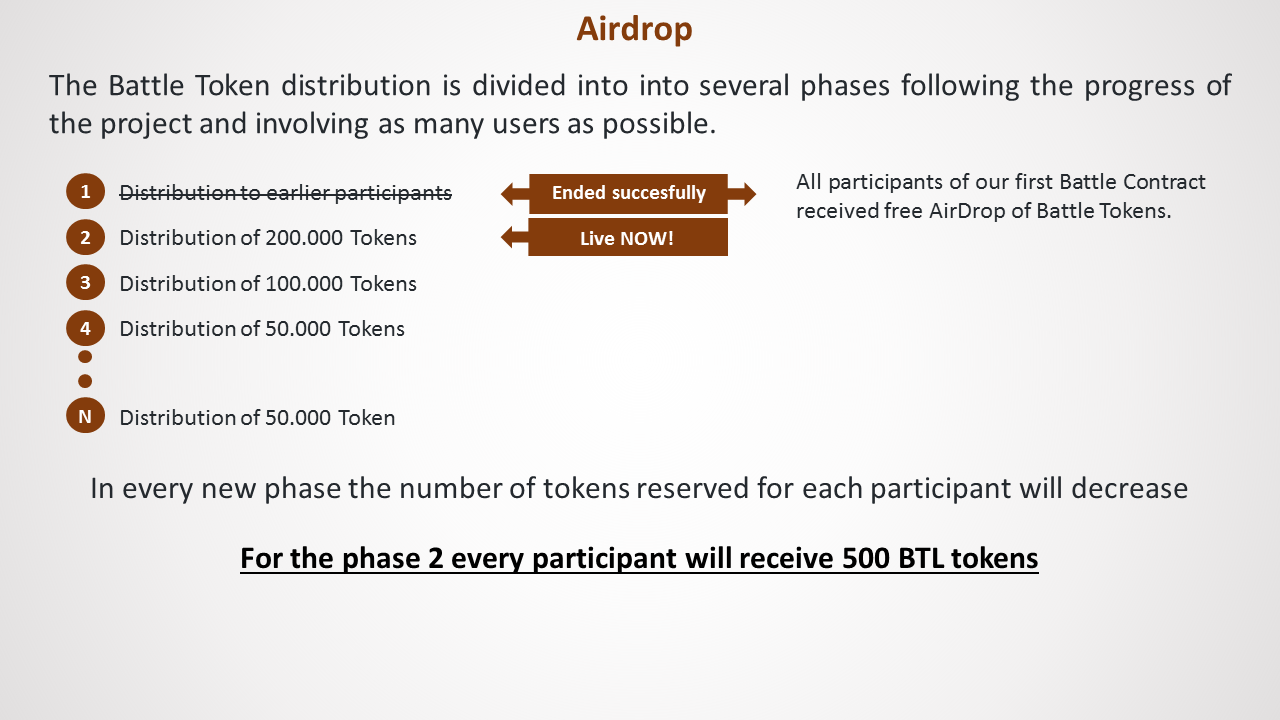 Airdrop
The Battle Token distribution is divided into into several phases following the progress of
the project and involving as many users as possible.
1 Distribution to earlier participants
Ended succesfully
All participants of our first Battle Contract
received free AirDrop of Battle Tokens.
2 Distribution of 200.000 Tokens
Live NOW!
3 Distribution of 100.000 Tokens
4 Distribution of 50.000 Tokens
N Distribution of 50.000 Token
In every new phase the number of tokens reserved for each participant will decrease
For the phase 2 every participant will receive 500 BTL tokens